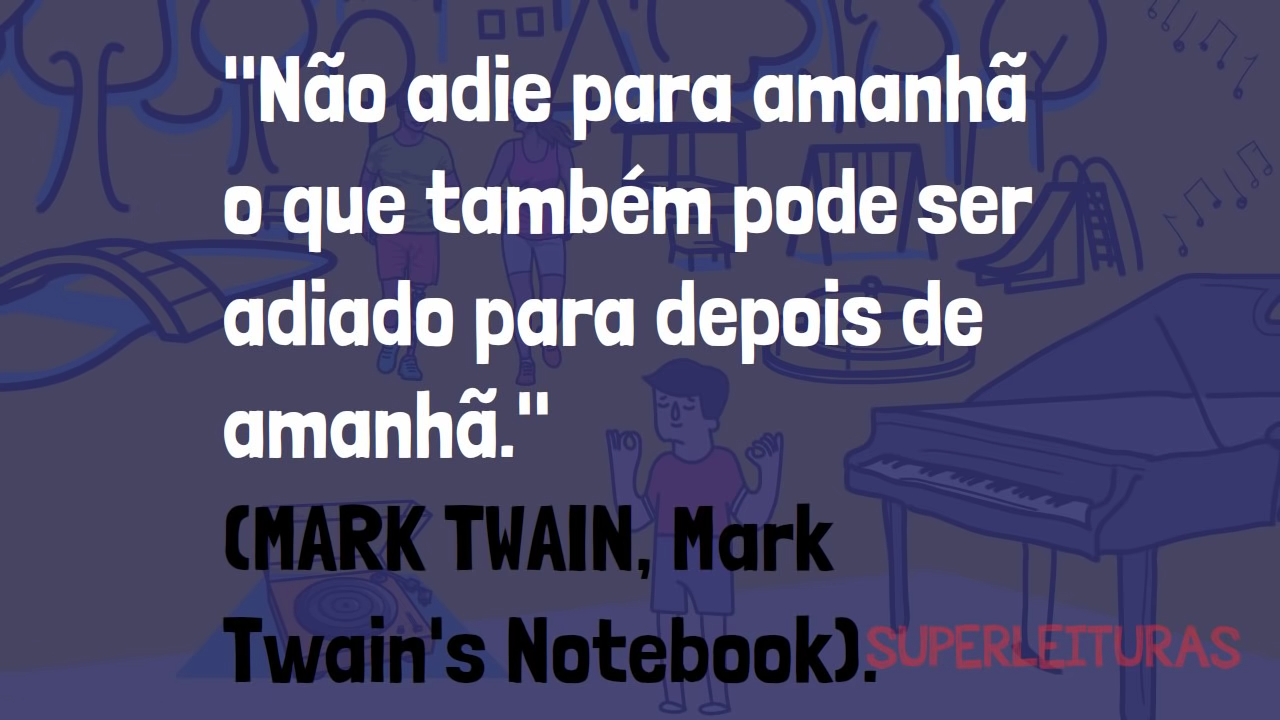 "Não adie para amanhã
o que também pode ser
adiado para depois de
amanhã."
(MARK TWAIN, Mark
Twain's Notebook).
SUPERLEITURAS